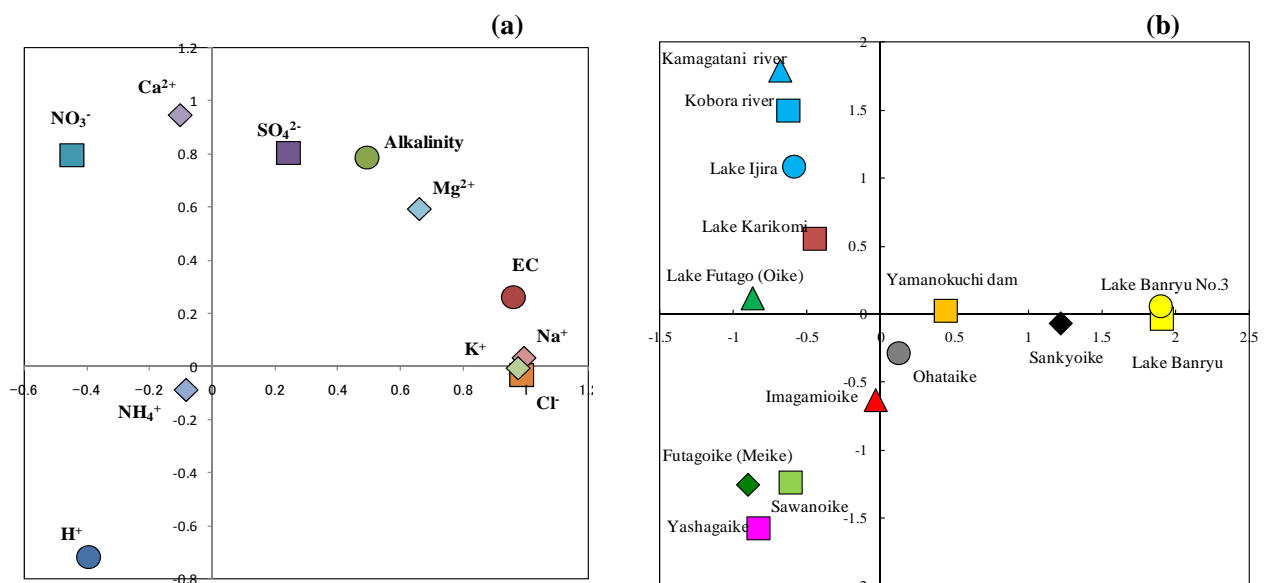 (a)
1.2
Ca²⁺
1
NO₃⁻
SO₄²⁻
Alkalinity
0.8
Mg²⁺
0.6
0.4
EC
0.2
Na⁺
K⁺
0
-0.6 -0.4 -0.2 0 0.2 0.4 0.6 0.8 1
NH₄⁺
Cl⁻
-0.2
-0.4
H⁺
-0.6
-0.8
(b)
2
Kamagatani river
Kobora river
1.5
Lake Ijira
1
Lake Karikomi
0.5
Lake Futago (Oike)
Yamanokuchi dam
Lake Banryu No.3
0
-1.5 -1 -0.5 0 0.5 1 1.5 2 2.5
Sankyoike
Lake Banryu
Ohataike
-0.5
Imagamioike
-1
Futagoike (Meike)
Sawanoike
-1.5
Yashagaike